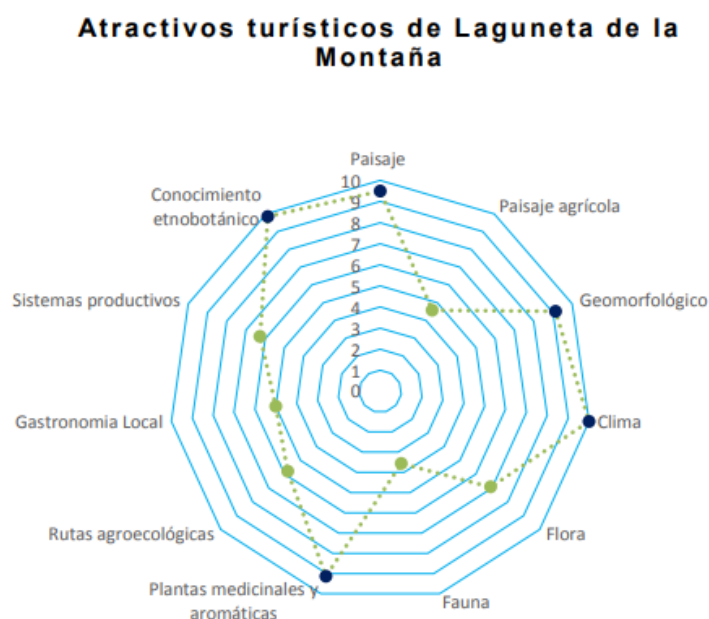 Atractivos turísticos de Laguneta de la
Montaña
Paisaje
Paisaje agrícola
Geomorfológico
Clima
Flora
Fauna
Plantas medicinales y
aromáticas
Rutas agroecológicas
Gastronomia Local
Sistemas productivos
Conocimiento
etnobotánico
10
9
8
7
6
5
4
3
2
1
0